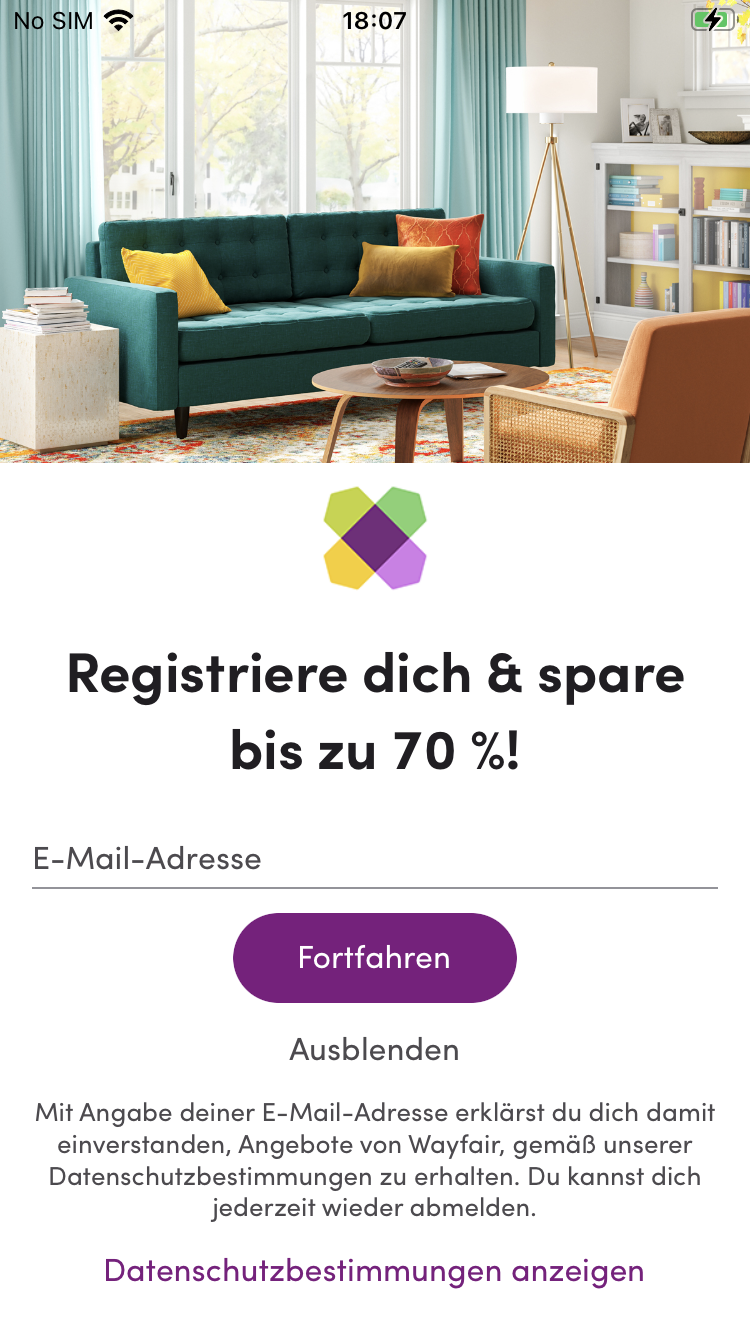 No SIM 18:07
Registriere dich & spare
bis zu 70 %!
E-Mail-Adresse
Fortfahren
Ausblenden
Mit Angabe deiner E-Mail-Adresse erklärst du dich damit
einverstanden, Angebote von Wayfair, gemäß unserer
Datenschutzbestimmungen zu erhalten. Du kannst dich
jederzeit wieder abmelden.
Datenschutzbestimmungen anzeigen